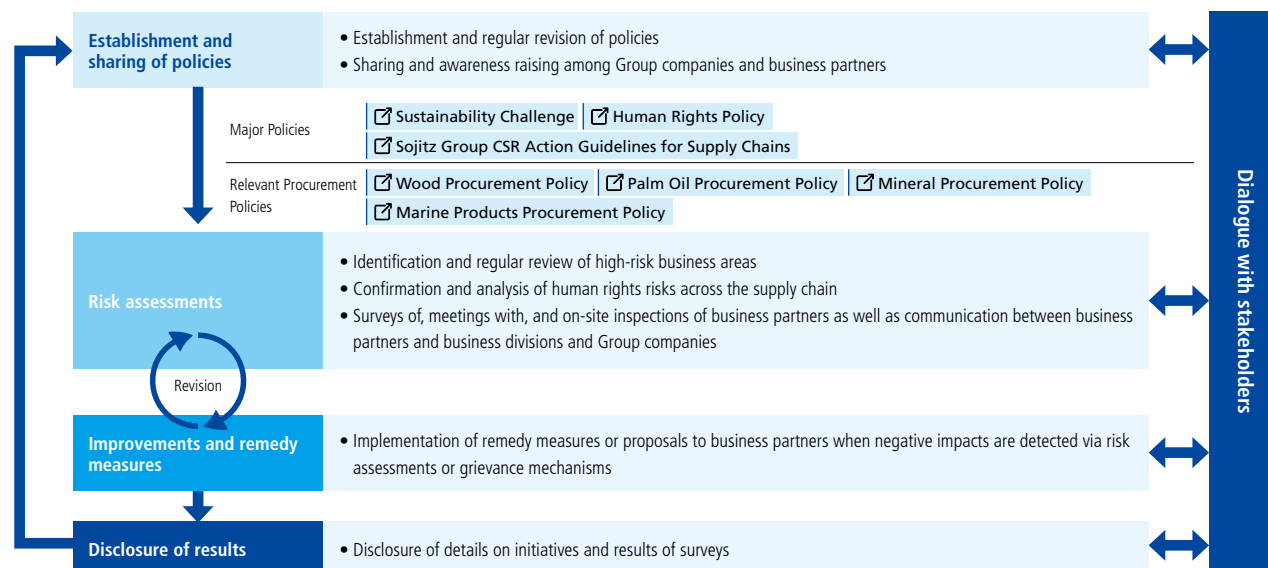 Establishment and
sharing of policies
• Establishment and regular revision of policies
• Sharing and awareness raising among Group companies and business partners
Major Policies
Sustainability Challenge
Human Rights Policy
Sojitz Group CSR Action Guidelines for Supply Chains
Relevant Procurement
Policies
Wood Procurement Policy
Palm Oil Procurement Policy
Mineral Procurement Policy
Marine Products Procurement Policy
Risk assessments
• Identification and regular review of high-risk business areas
• Confirmation and analysis of human rights risks across the supply chain
• Surveys of, meetings with, and on-site inspections of business partners as well as communication between business
partners and business divisions and Group companies
Revision
Improvements and remedy
measures
• Implementation of remedy measures or proposals to business partners when negative impacts are detected via risk
assessments or grievance mechanisms
Disclosure of results
• Disclosure of details on initiatives and results of surveys
Dialogue with stakeholders